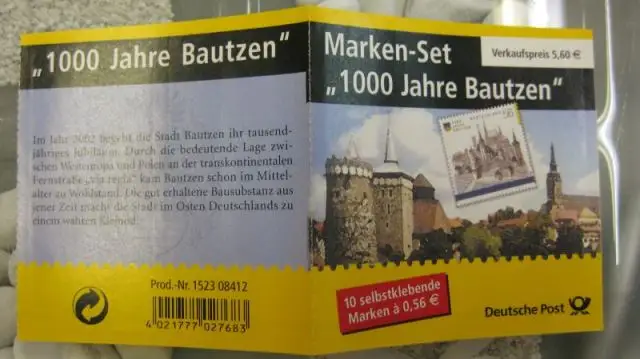 „1000 Jahre Bautzen“
Im Jahr 2002 begeht die Stadt Bautzen ihr tausend-
jähriges Jubiläum. Durch die bedeutende Lage zwi-
schen Westeuropa und Polen an der transkontinentalen
Fernstraße „via regia“ kam Bautzen schon im Mittel-
alter zu Wohlstand. Die gut erhaltene Bausubstanz aus
jener Zeit macht die Stadt im Osten Deutschlands zu
einem wahren Kleinod.
Prod.-Nr. 1523 08412
4 021777 027683
Marken-Set
„1000 Jahre Bautzen“
Verkaufspreis 5,60 €
56
10 selbstklebende
Marken à 0,56 €
Deutsche Post